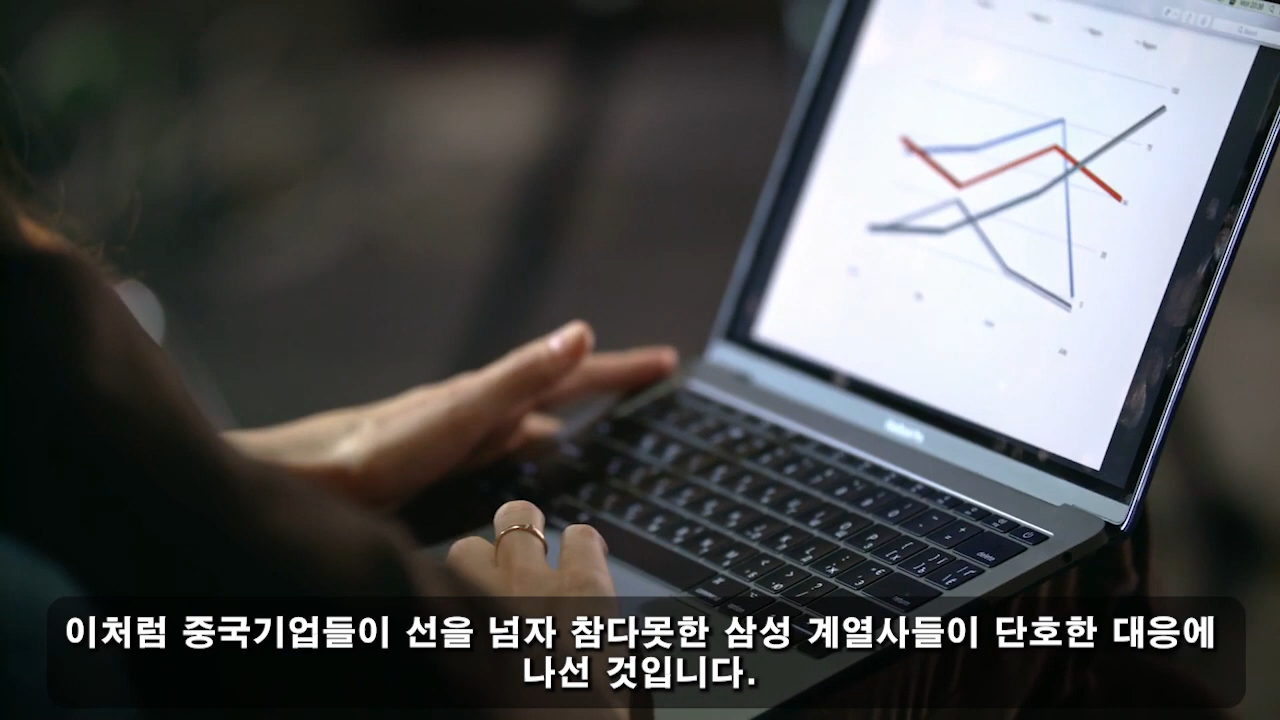 이처럼 중국기업들이 선을 넘자 참다못한 삼성 계열사들이 단호한 대응에
나선 것입니다.